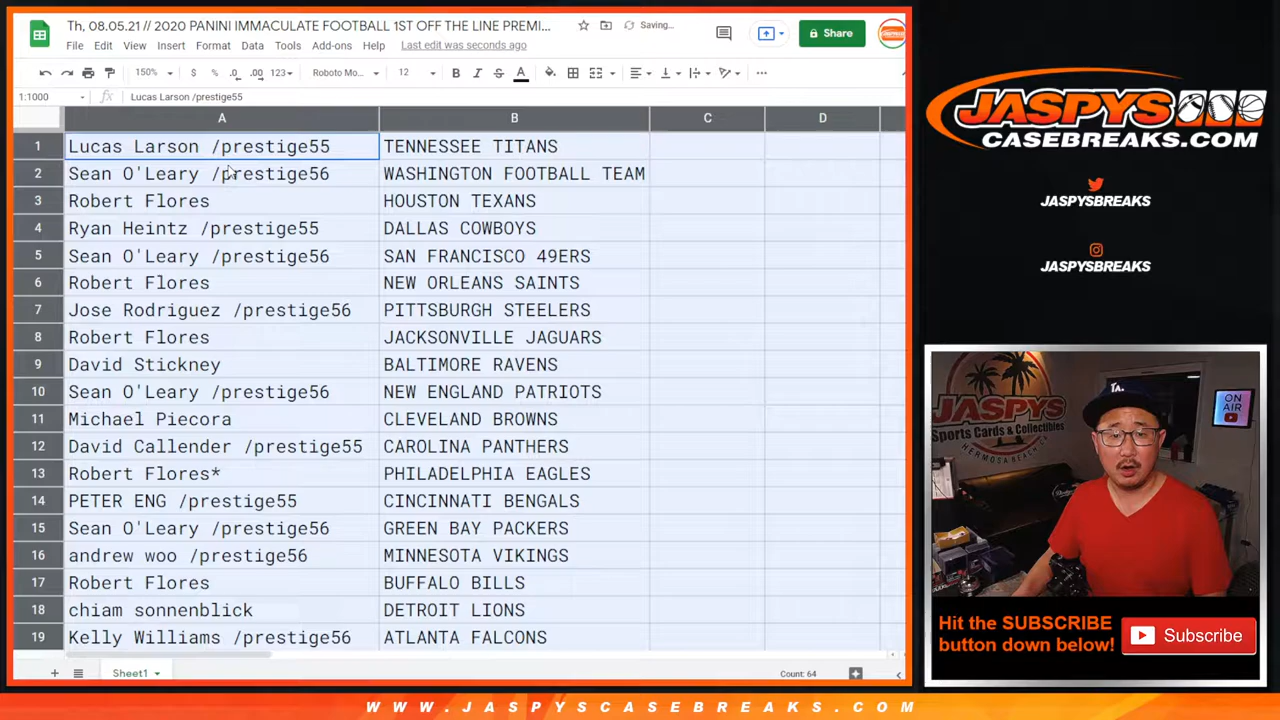 Th, 08.05.21 // 2020 PANINI IMMACULATE FOOTBALL 1ST OFF THE LINE PREMI...
Saving...
File Edit View Insert Format Data Tools Add-ons Help Last edit was seconds ago
Share
JASPYS
150% $ % .0 .00 123 Roboto Mo... 12 B I S A
1:1000 fx Lucas Larson /prestige55
A B C D
1 Lucas Larson /prestige55 TENNESSEE TITANS
2 Sean O'Leary /prestige56 WASHINGTON FOOTBALL TEAM
3 Robert Flores HOUSTON TEXANS
4 Ryan Heintz /prestige55 DALLAS COWBOYS
5 Sean O'Leary /prestige56 SAN FRANCISCO 49ERS
6 Robert Flores NEW ORLEANS SAINTS
7 Jose Rodriguez /prestige56 PITTSBURGH STEELERS
8 Robert Flores JACKSONVILLE JAGUARS
9 David Stickney BALTIMORE RAVENS
10 Sean O'Leary /prestige56 NEW ENGLAND PATRIOTS
11 Michael Piecora CLEVELAND BROWNS
12 David Callender /prestige55 CAROLINA PANTHERS
13 Robert Flores* PHILADELPHIA EAGLES
14 PETER ENG /prestige55 CINCINNATI BENGALS
15 Sean O'Leary /prestige56 GREEN BAY PACKERS
16 andrew woo /prestige56 MINNESOTA VIKINGS
17 Robert Flores BUFFALO BILLS
18 chiam sonnenblick DETROIT LIONS
19 Kelly Williams /prestige56 ATLANTA FALCONS
Sheet1
Count: 64
JASPYS
CASEBREAKS.COM
JASPYSBREAKS
JASPYSBREAKS
JASPYS
Sports Cards & Collectibles
HERMOSA BEACH, CA
ON AIR
Hit the SUBSCRIBE
button down below!
Subscribe
WWW.JASPYSCASEBREAKS.COM